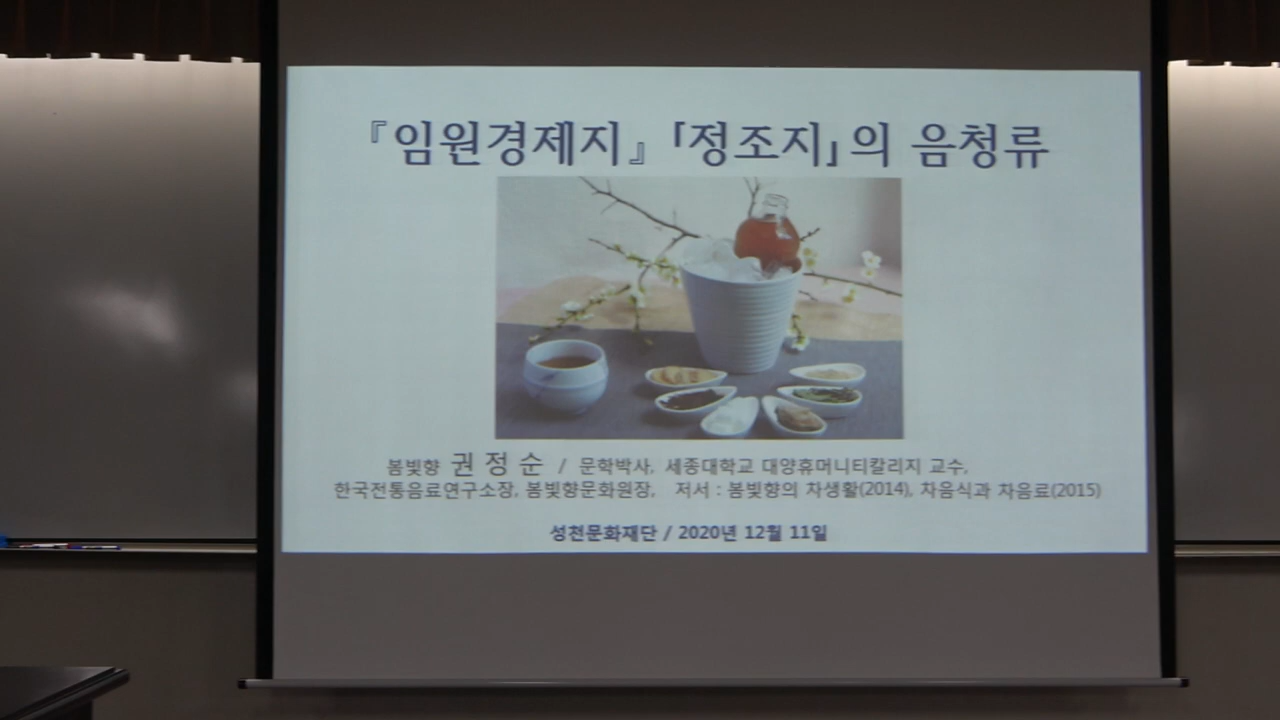 『임원경제지』「정조지」의 음청류
봄빛향 권 정 순 / 문학박사, 세종대학교 대양휴머니티칼리지 교수,
한국전통음료연구소장, 봄빛향문화원장, 저서 : 봄빛향의 차생활(2014), 차음식과 차음료(2015)
성천문화재단 / 2020년 12월 11일